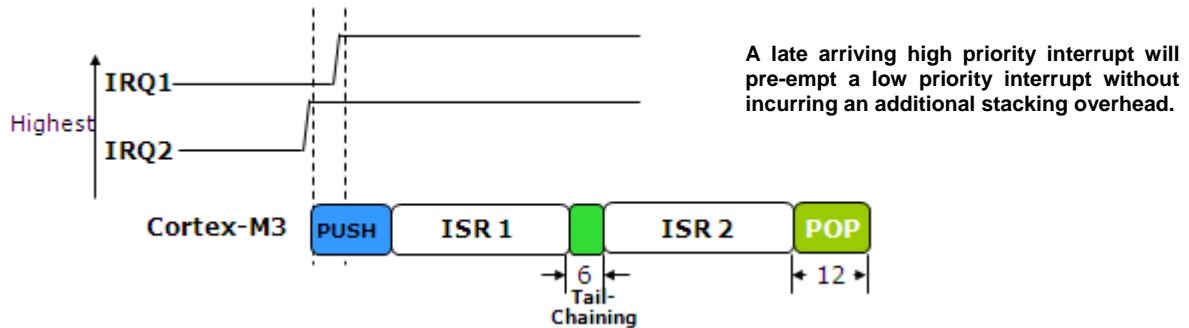 A late arriving high priority interrupt will
pre-empt a low priority interrupt without
incurring an additional stacking overhead.
IRQ1
Highest
IRQ2
Cortex-M3
PUSH
ISR 1
ISR 2
POP
6
12
Tail-
Chaining